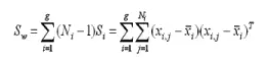 $$S_w = \sum_{i=1}^{g} (N_i - 1) S_i = \sum_{i=1}^{g} \sum_{j=1}^{N_i} (x_{i,j} - \bar{x}_i)(x_{i,j} - \bar{x}_i)^T$$